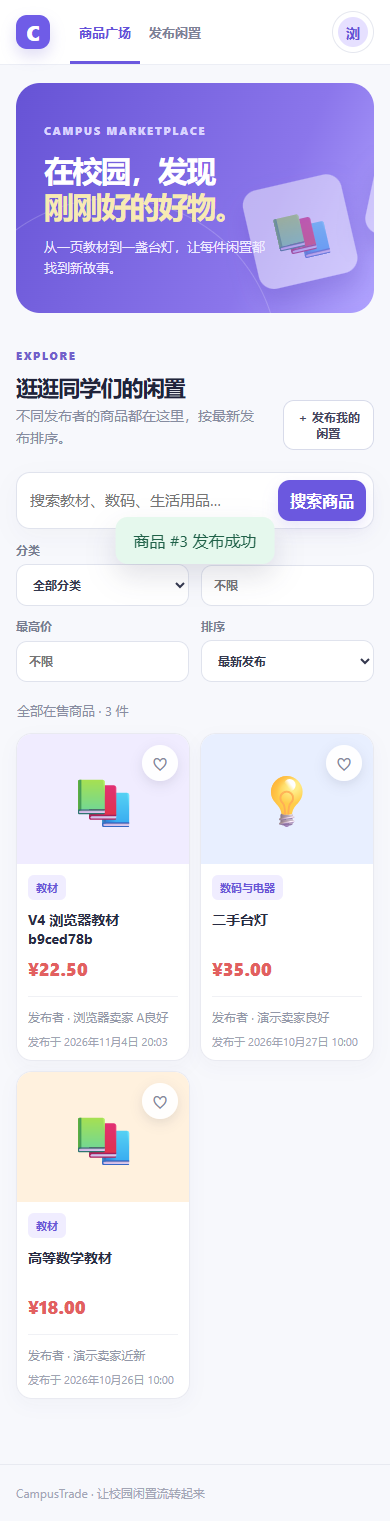 C
商品广场
发布闲置
浏
CAMPUS MARKETPLACE
在校园，发现
刚刚好的好物。
从一页教材到一盏台灯，让每件闲置都
找到新故事。
EXPLORE
逛逛同学们的闲置
不同发布者的商品都在这里，按最新发
布排序。
+ 发布我的
闲置
搜索教材、数码、生活用品...
搜索商品
商品 #3 发布成功
分类
全部分类
不限
最高价
排序
不限
最新发布
全部在售商品 · 3 件
教材
V4 浏览器教材
b9ced78b
¥22.50
发布者 · 浏览器卖家 A良好
发布于 2026年11月4日 20:03
数码与电器
二手台灯
¥35.00
发布者 · 演示卖家良好
发布于 2026年10月27日 10:00
教材
高等数学教材
¥18.00
发布者 · 演示卖家近新
发布于 2026年10月26日 10:00
CampusTrade · 让校园闲置流转起来